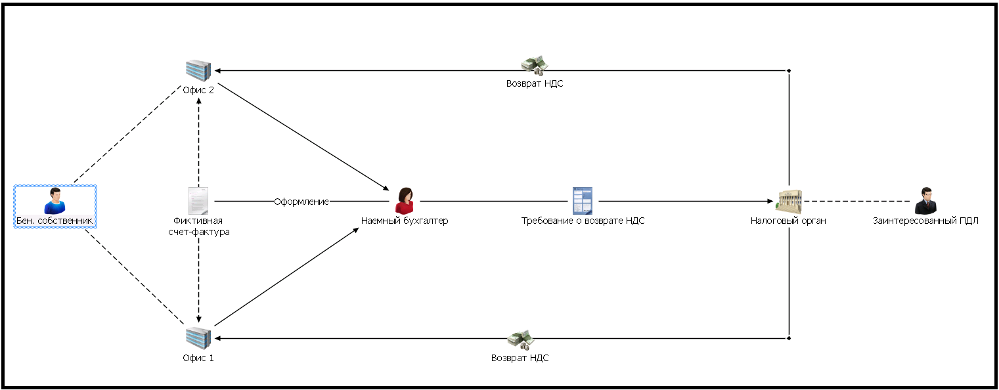 Возврат НДС
Офис 2
Бен. собственник
Фиктивная
счет-фактура
Оформление
Наемный бухгалтер
Требование о возврате НДС
Налоговый орган
Заинтересованный ПДЛ
Офис 1
Возврат НДС